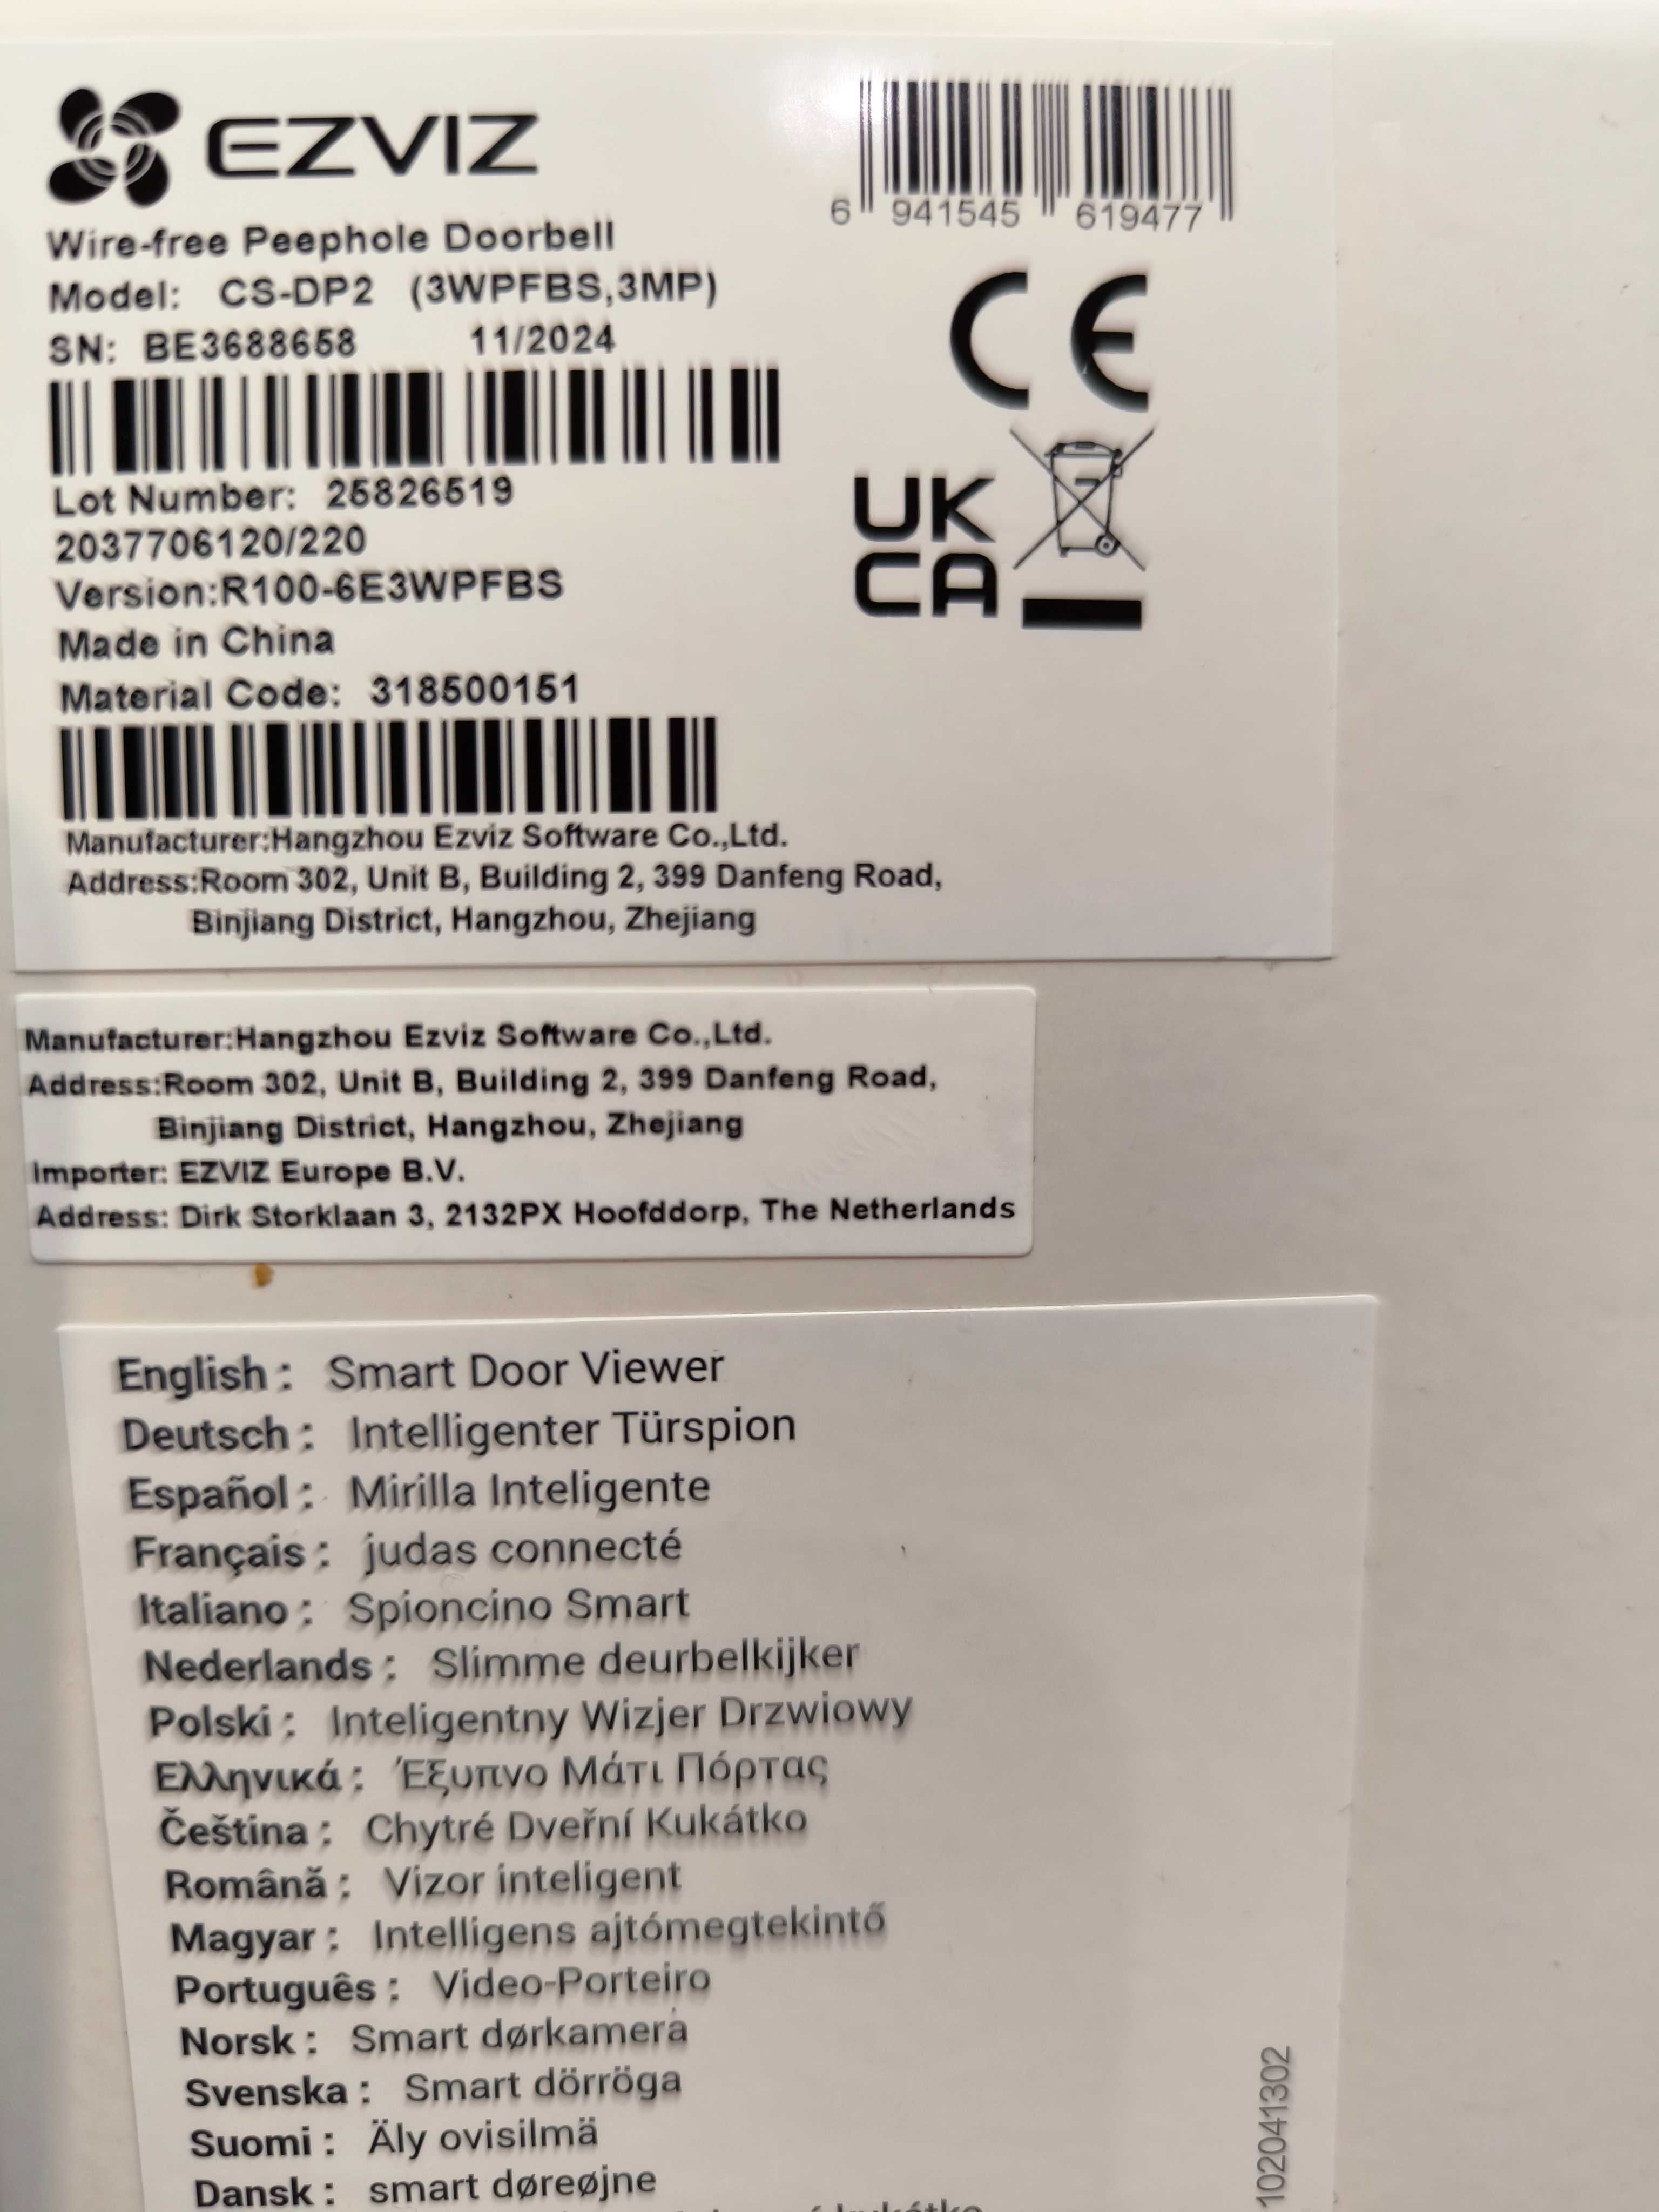 EZVIZ
Wire-free Peephole Doorbell
Model: CS-DP2 (3WPFBS,3MP)
SN: BE3688658 11/2024
Lot Number: 25826519
2037706120/220
Version:R100-6E3WPFBS
Made in China
Material Code: 318500151
Manufacturer:Hangzhou Ezviz Software Co.,Ltd.
Address:Room 302, Unit B, Building 2, 399 Danfeng Road,
Binjiang District, Hangzhou, Zhejiang
6 941545 619477
CE
UK
CA
Manufacturer:Hangzhou Ezviz Software Co.,Ltd.
Address:Room 302, Unit B, Building 2, 399 Danfeng Road,
Binjiang District, Hangzhou, Zhejiang
Importer: EZVIZ Europe B.V.
Address: Dirk Storklaan 3, 2132PX Hoofddorp, The Netherlands
English: Smart Door Viewer
Deutsch: Intelligenter Türspion
Español: Mirilla Inteligente
Français: judas connecté
Italiano: Spioncino Smart
Nederlands: Slimme deurbelkijker
Polski: Inteligentny Wizjer Drzwiowy
Ελληνικά: Έξυπνο Μάτι Πόρτας
Čeština: Chytré Dveřní Kukátko
Română: Vizor inteligent
Magyar: Intelligens ajtómegtekintő
Português: Video-Porteiro
Norsk: Smart dørkamera
Svenska: Smart dörröga
Suomi: Äly ovisilmä
Dansk: smart døreøjne
102041302